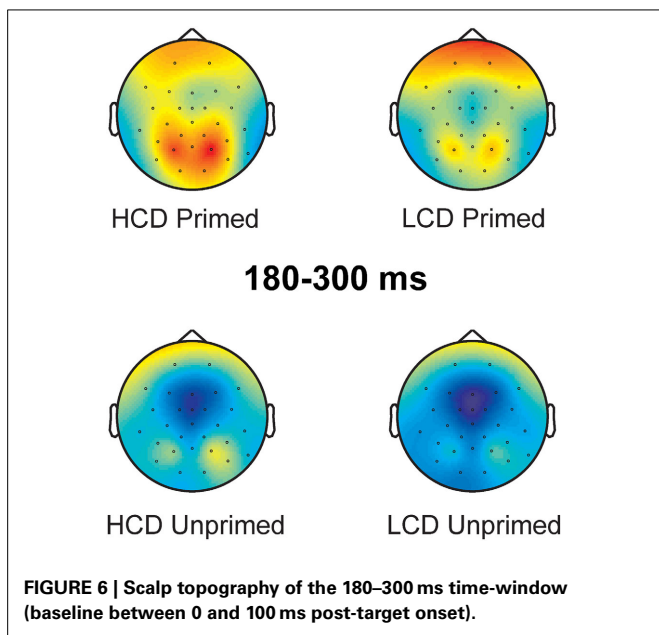 HCD Primed
LCD Primed
180-300 ms
HCD Unprimed
LCD Unprimed
FIGURE 6 | Scalp topography of the 180–300 ms time-window
(baseline between 0 and 100 ms post-target onset).